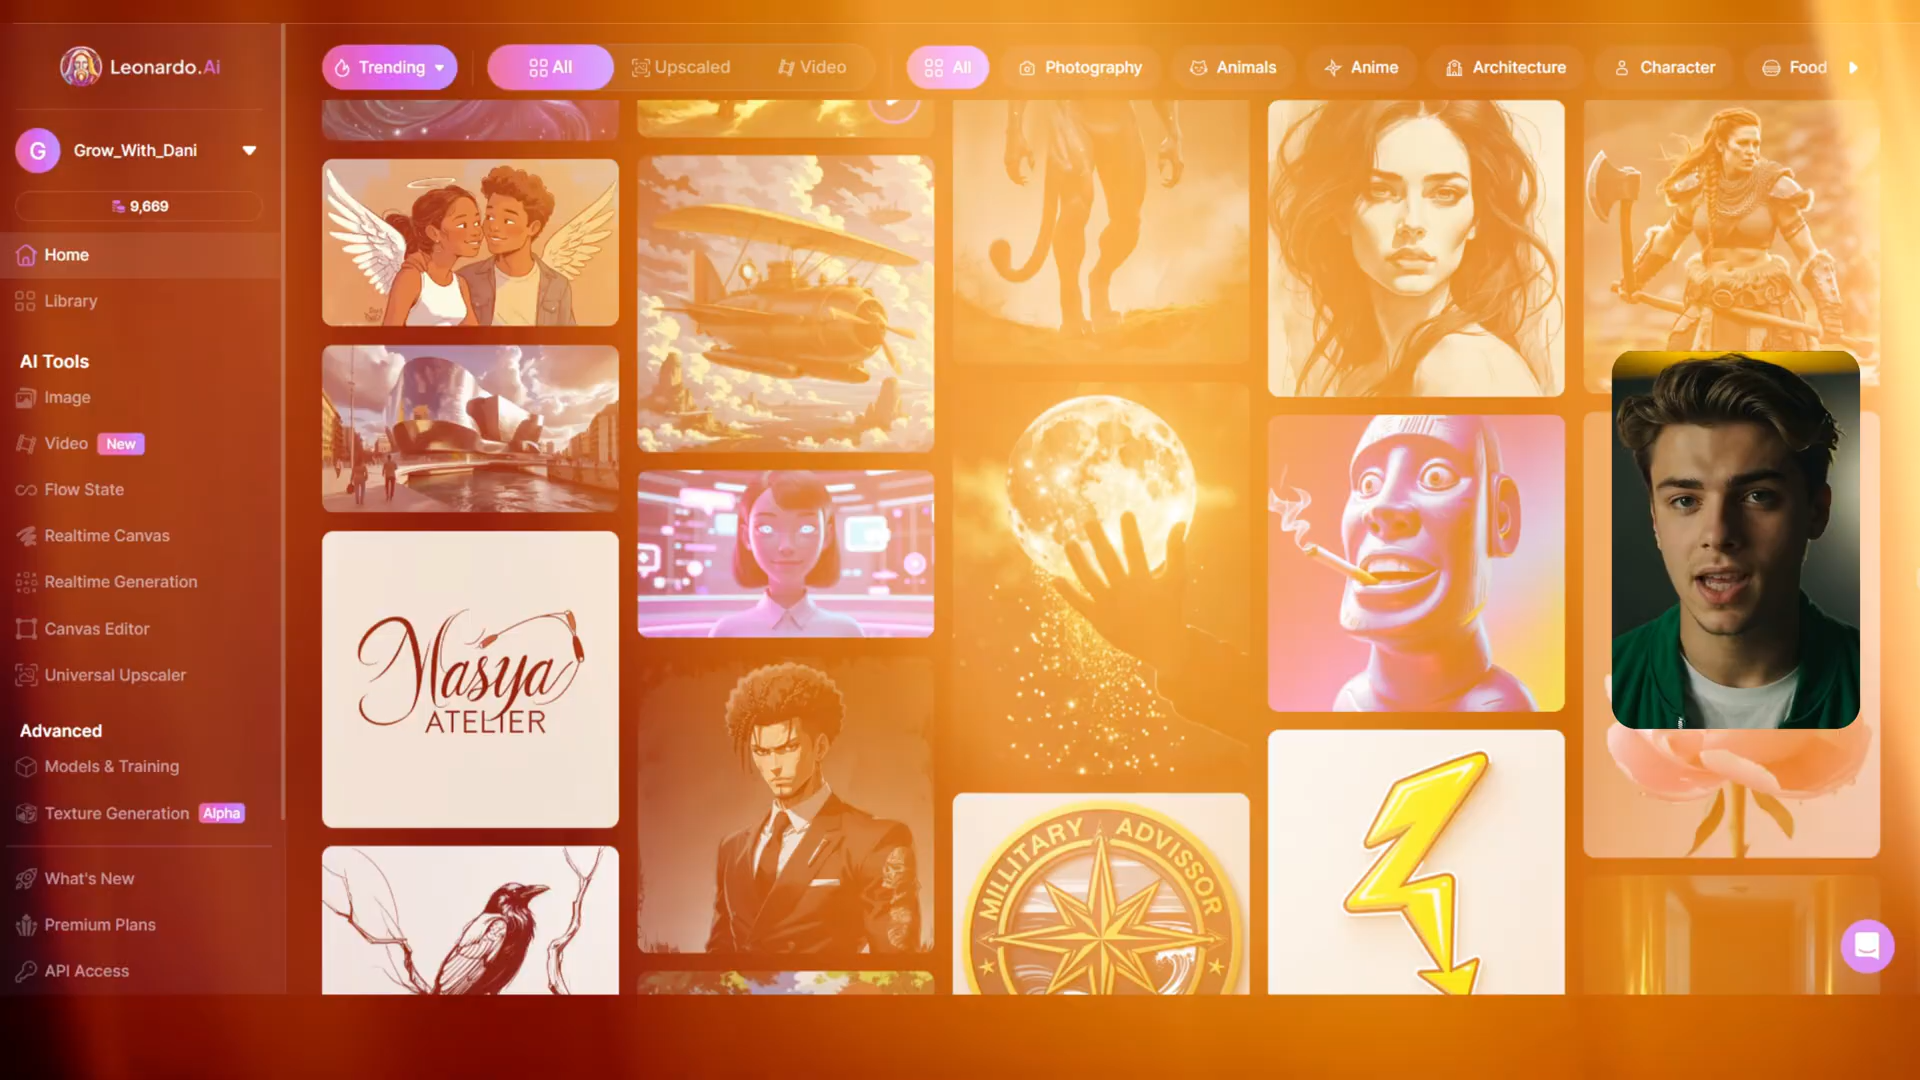 Leonardo.Ai
G Grow_With_Dani
9,669
Home
Library
AI Tools
Image
Video New
Flow State
Realtime Canvas
Realtime Generation
Canvas Editor
Universal Upscaler
Advanced
Models & Training
Texture Generation Alpha
What's New
Premium Plans
API Access
Trending All Upscaled Video All Photography Animals Anime Architecture Character Food
Masya
ATELIER
MILITARY ADVISSOR